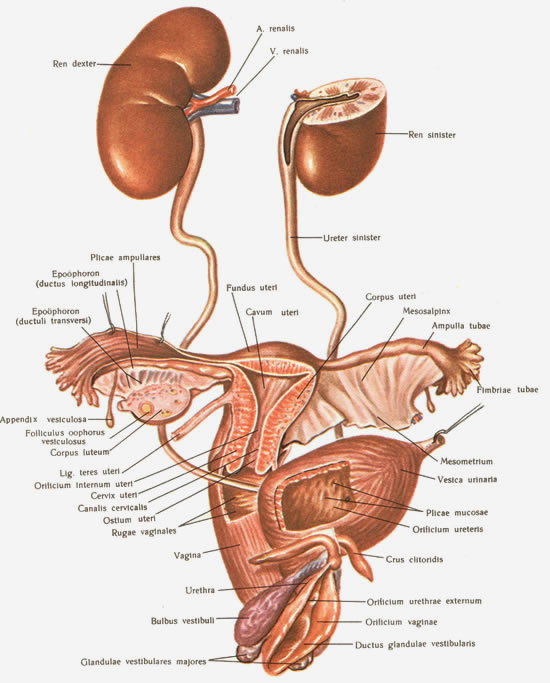 A. renalis
V. renalis
Ren dexter
Ren sinister
Ureter sinister
Plicae ampullares
Epoöphoron
(ductus longitudinalis)
Epoöphoron
(ductuli transversi)
Fundus uteri
Cavum uteri
Corpus uteri
Mesosalpinx
Ampulla tubae
Fimbriae tubae
Appendix vesiculosa
Folliculus oophorus
vesiculosus
Corpus luteum
Lig. teres uteri
Orificium internum uteri
Cervix uteri
Canalis cervicalis
Ostium uteri
Rugae vaginales
Vagina
Mesometrium
Vesica urinaria
Plicae mucosae
Orificium ureteris
Crus clitoridis
Urethra
Bulbus vestibuli
Glandulae vestibulares majores
Orificium urethrae externum
Orificium vaginae
Ductus glandulae vestibularis